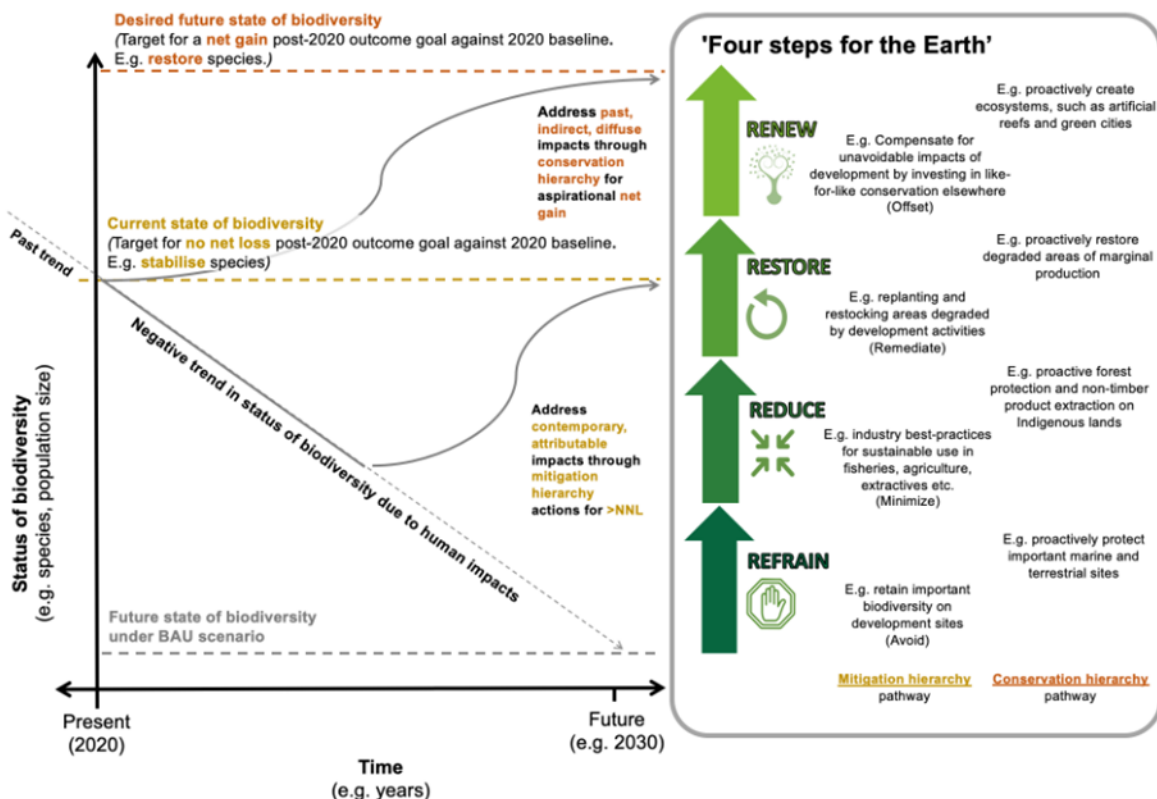 Desired future state of biodiversity
(Target for a net gain post-2020 outcome goal against 2020 baseline.
E.g. restore species.)
Address past,
indirect, diffuse
impacts through
conservation
hierarchy for
aspirational net
gain
Current state of biodiversity
(Target for no net loss post-2020 outcome goal against 2020 baseline.
E.g. stabilise species)
Past trend
Negative trend in status of biodiversity due to human impacts
Address
contemporary,
attributable
impacts through
mitigation
hierarchy
actions for >NNL
Future state of biodiversity
under BAU scenario
Status of biodiversity
(e.g. species, population size)
Present
(2020)
Future
(e.g. 2030)
Time
(e.g. years)
'Four steps for the Earth’
RENEW
E.g. Compensate for
unavoidable impacts of
development by investing in like-
for-like conservation elsewhere
(Offset)
E.g. proactively create
ecosystems, such as artificial
reefs and green cities
RESTORE
E.g. replanting and
restocking areas degraded
by development activities
(Remediate)
E.g. proactively restore
degraded areas of marginal
production
REDUCE
E.g. industry best-practices
for sustainable use in
fisheries, agriculture,
extractives etc.
(Minimize)
E.g. proactive forest
protection and non-timber
product extraction on
Indigenous lands
REFRAIN
E.g. retain important
biodiversity on
development sites
(Avoid)
E.g. proactively protect
important marine and
terrestrial sites
Mitigation hierarchy
pathway
Conservation hierarchy
pathway